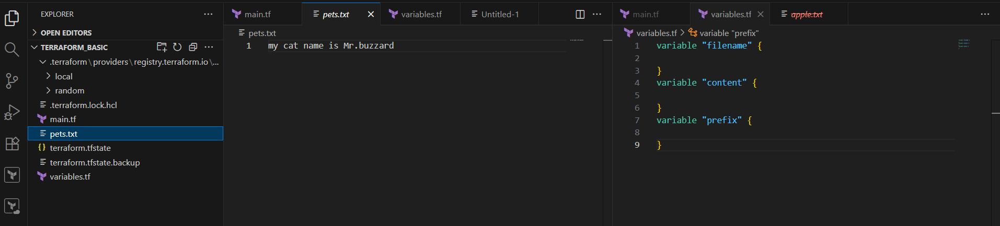 EXPLORER
OPEN EDITORS
TERRAFORM_BASIC
.terraform\providers\registry.terraform.io\...
local
random
.terraform.lock.hcl
main.tf
pets.txt
{} terraform.tfstate
terraform.tfstate.backup
variables.tf
main.tf pets.txt variables.tf Untitled-1
pets.txt
1 my cat name is Mr.buzzard
main.tf variables.tf apple.txt
variables.tf > variable "prefix"
1 variable "filename" {
2
3 }
4 variable "content" {
5
6 }
7 variable "prefix" {
8
9 }